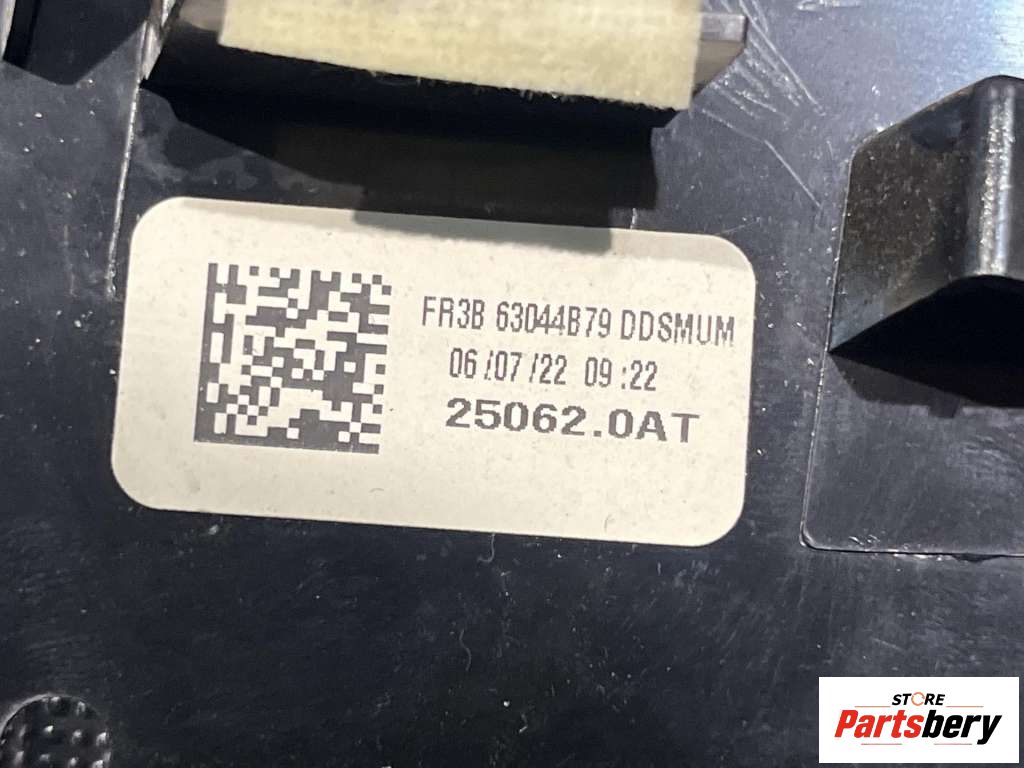 FR3B 63044B79 DDSMUM
06/07/22 09:22
25062.0AT
STORE
Partsbery